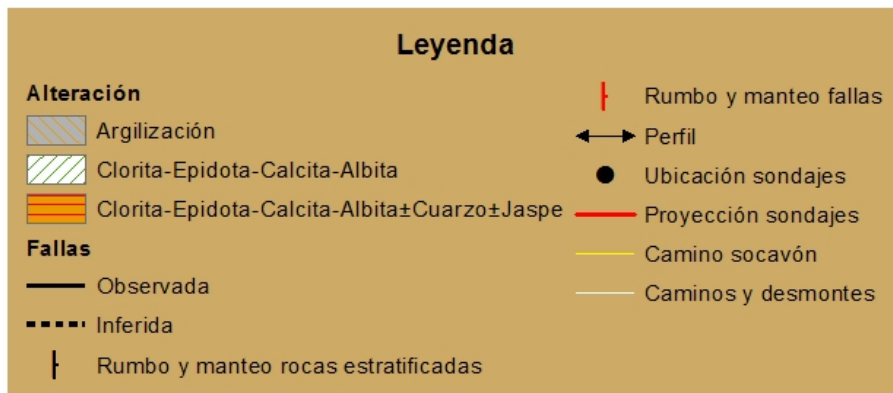 Leyenda
Alteración
Argilización
Clorita-Epidota-Calcita-Albita
Clorita-Epidota-Calcita-Albita±Cuarzo±Jaspe
Fallas
Observada
Inferida
Rumbo y manteo rocas estratificadas
Rumbo y manteo fallas
Perfil
Ubicación sondajes
Proyección sondajes
Camino socavón
Caminos y desmontes